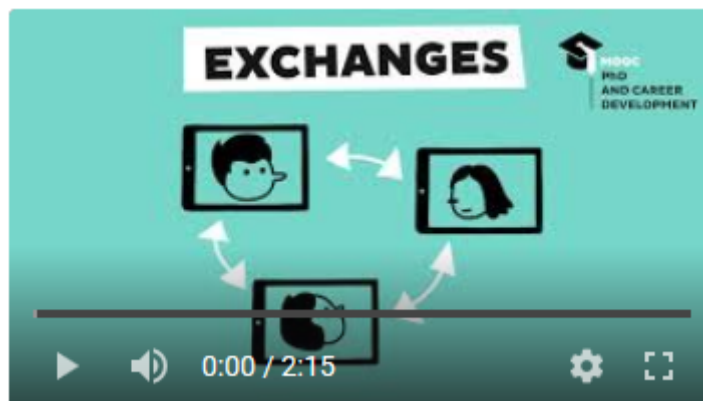 EXCHANGES
MOOC
PhD
AND CAREER
DEVELOPMENT
0:00 / 2:15